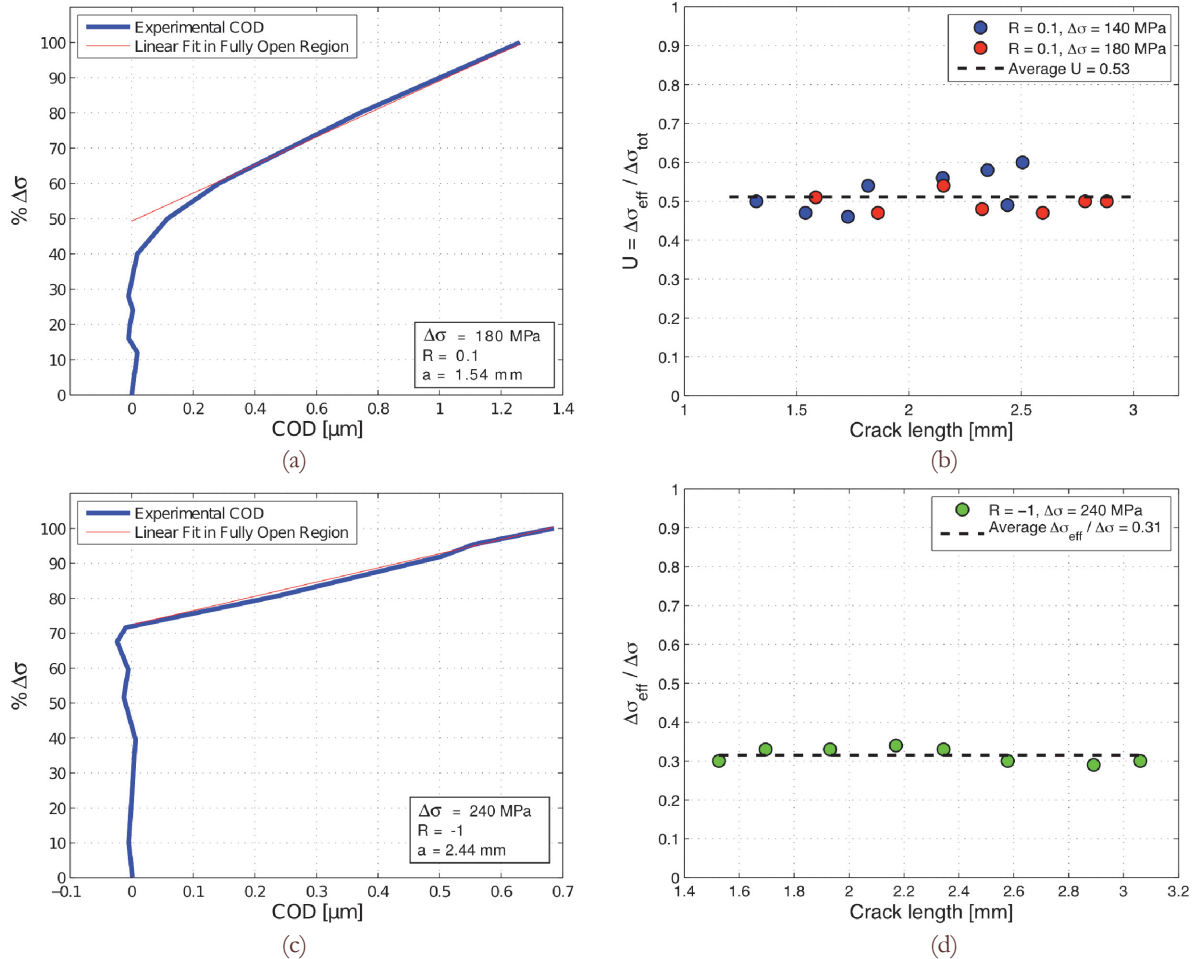 Experimental COD
Linear Fit in Fully Open Region
100
90
80
70
60
50
40
30
20
10
0
% Δσ
Δσ = 180 MPa
R = 0.1
a = 1.54 mm
0 0.2 0.4 0.6 0.8 1 1.2 1.4
COD [µm]
(a)
R = 0.1, Δσ = 140 MPa
R = 0.1, Δσ = 180 MPa
Average U = 0.53
1
0.9
0.8
0.7
0.6
0.5
0.4
0.3
0.2
0.1
0
U = Δσeff / Δσtot
1 1.5 2 2.5 3
Crack length [mm]
(b)
Experimental COD
Linear Fit in Fully Open Region
100
90
80
70
60
50
40
30
20
10
0
% Δσ
Δσ = 240 MPa
R = -1
a = 2.44 mm
−0.1 0 0.1 0.2 0.3 0.4 0.5 0.6 0.7
COD [µm]
(c)
R = −1, Δσ = 240 MPa
Average Δσeff / Δσ = 0.31
1
0.9
0.8
0.7
0.6
0.5
0.4
0.3
0.2
0.1
0
Δσeff / Δσ
1.4 1.6 1.8 2 2.2 2.4 2.6 2.8 3 3.2
Crack length [mm]
(d)